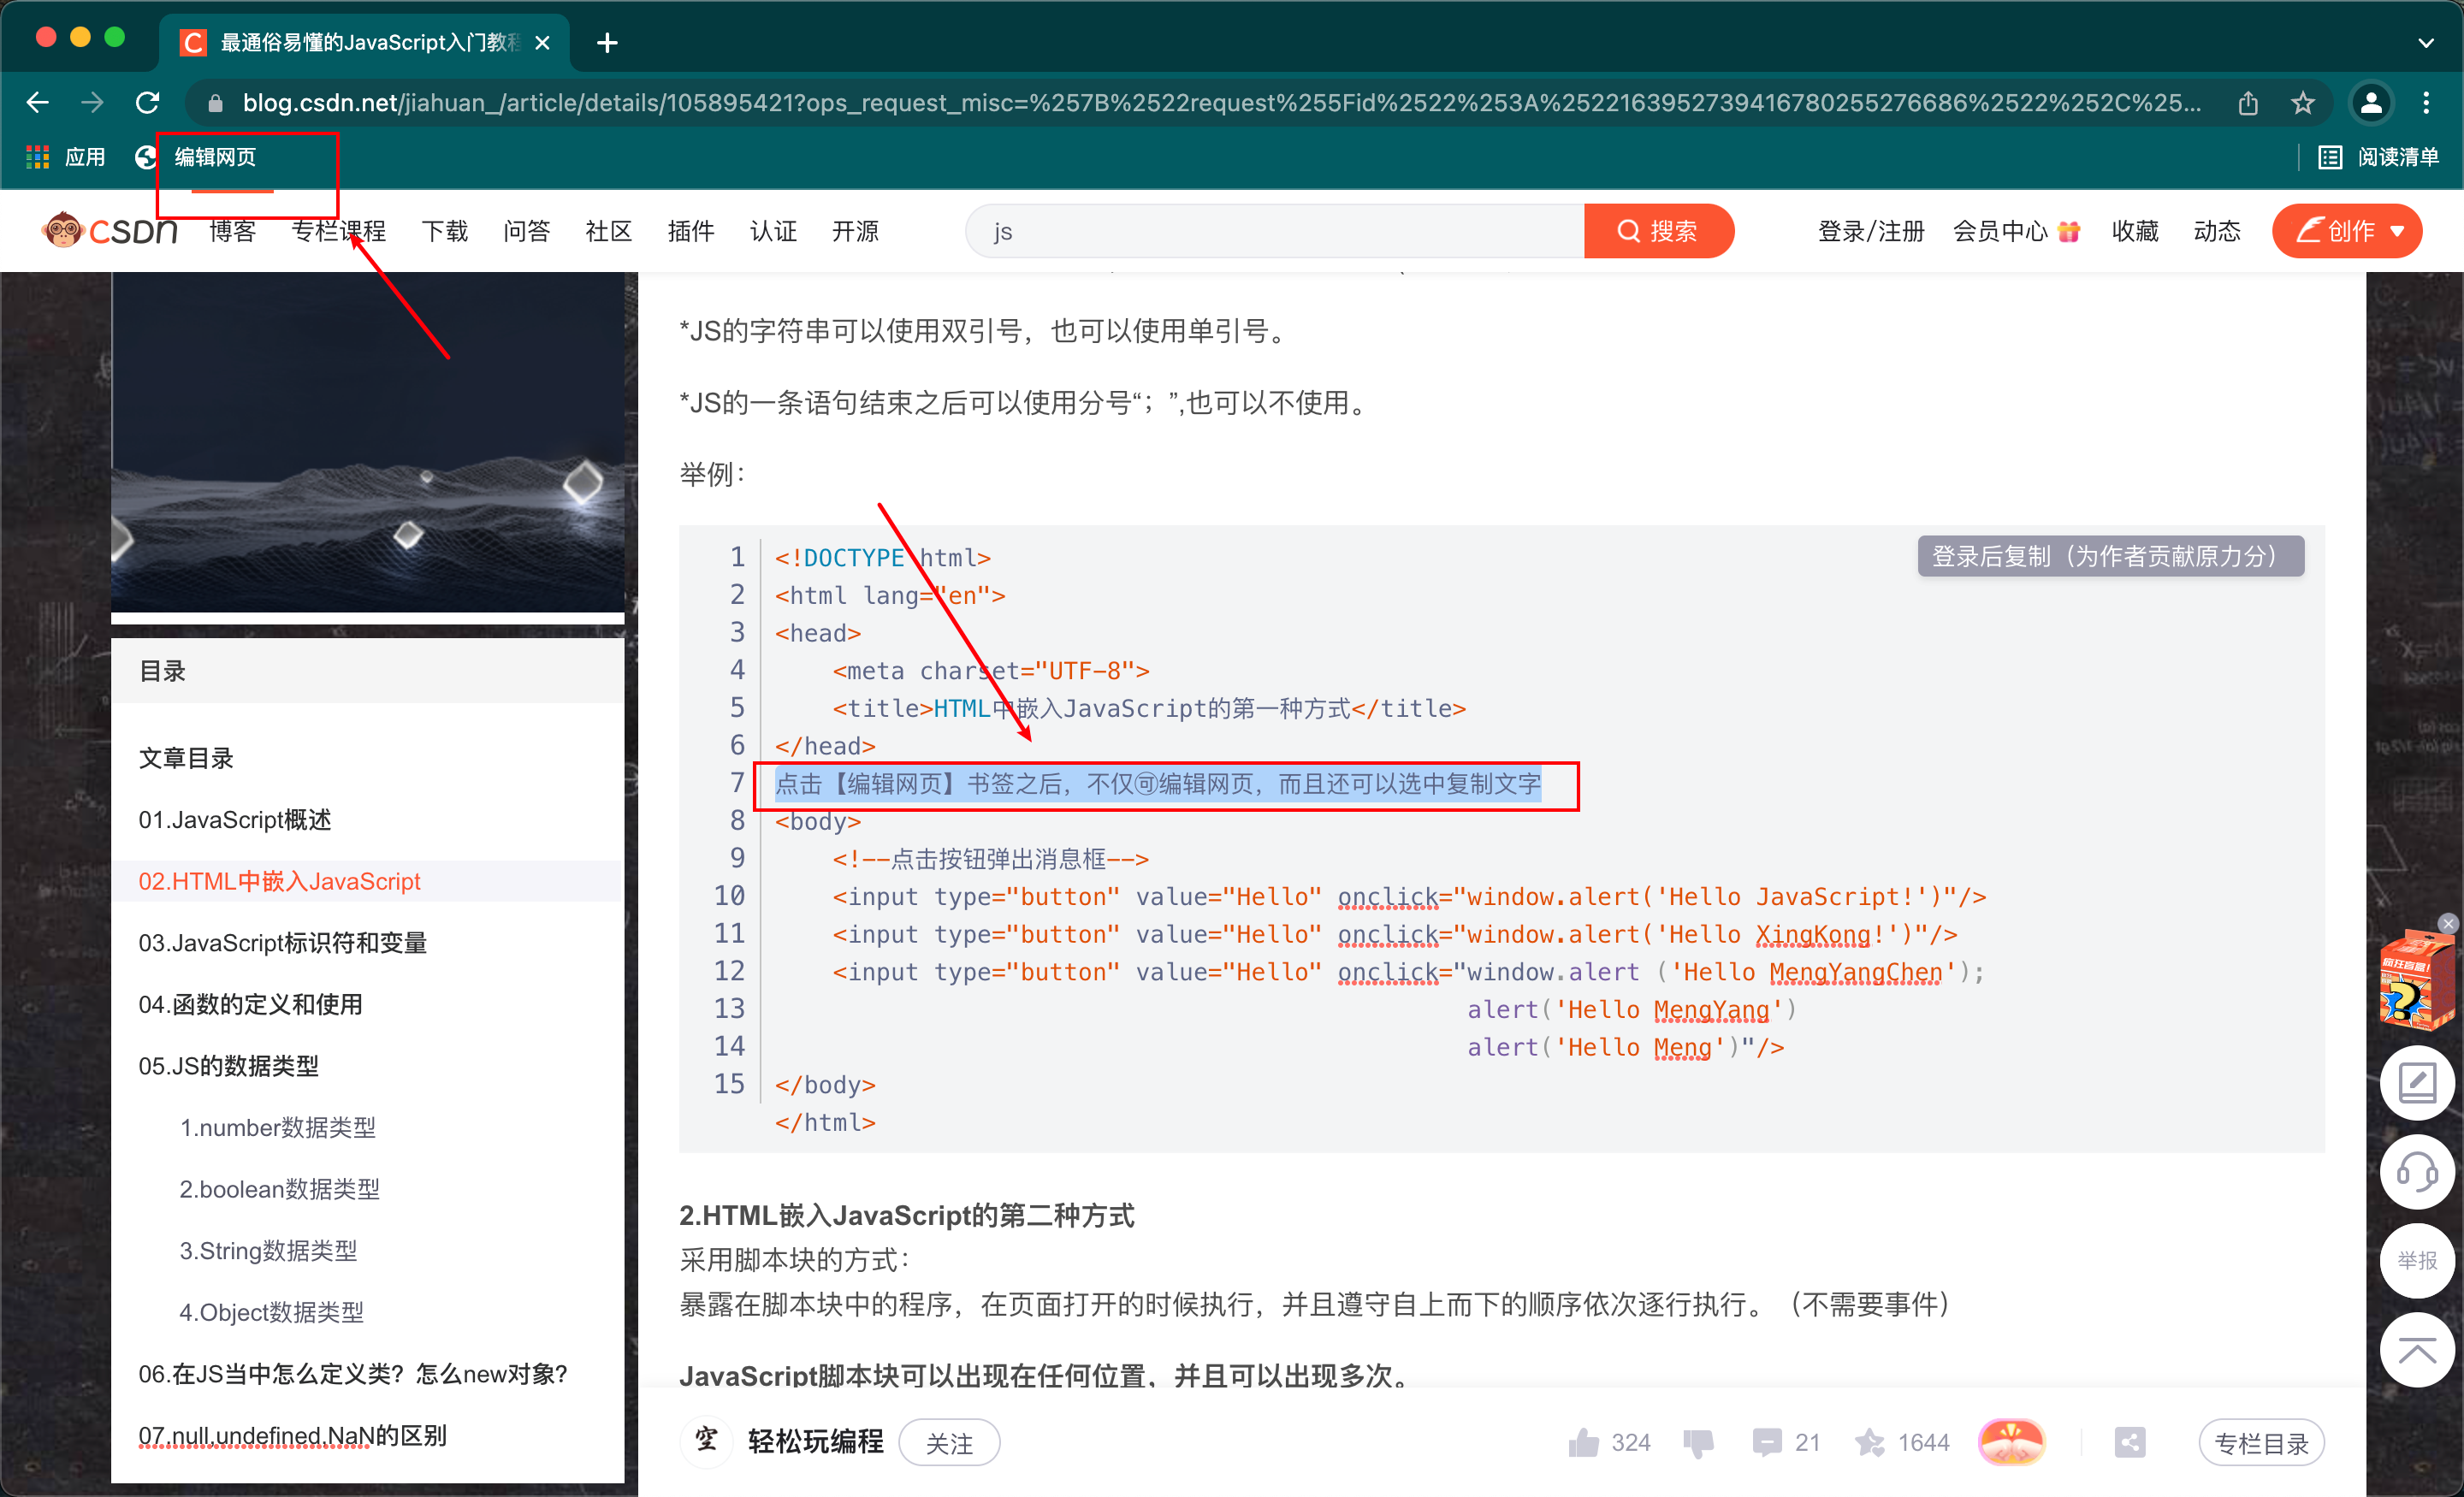 最通俗易懂的JavaScript入门教程
blog.csdn.net/jiahuan_/article/details/105895421?ops_request_misc=%257B%2522request%255Fid%2522%253A%2522163952739416780255276686%2522%252C%25...
应用
编辑网页
阅读清单
CSDN
博客
专栏课程
下载
问答
社区
插件
认证
开源
js
搜索
登录/注册
会员中心
收藏
动态
创作
*JS的字符串可以使用双引号，也可以使用单引号。
*JS的一条语句结束之后可以使用分号“；”,也可以不使用。
举例：
登录后复制（为作者贡献原力分）
1 <!DOCTYPE html>
2 <html lang="en">
3 <head>
4     <meta charset="UTF-8">
5     <title>HTML中嵌入JavaScript的第一种方式</title>
6 </head>
7 点击【编辑网页】书签之后，不仅🉑编辑网页，而且还可以选中复制文字
8 <body>
9     <!--点击按钮弹出消息框-->
10     <input type="button" value="Hello" onclick="window.alert('Hello JavaScript!')"/>
11     <input type="button" value="Hello" onclick="window.alert('Hello XingKong!')"/>
12     <input type="button" value="Hello" onclick="window.alert ('Hello MengYangChen');
13                                                 alert('Hello MengYang')
14                                                 alert('Hello Meng')"/>
15 </body>
</html>
2.HTML嵌入JavaScript的第二种方式
采用脚本块的方式：
暴露在脚本块中的程序，在页面打开的时候执行，并且遵守自上而下的顺序依次逐行执行。（不需要事件）
JavaScript脚本块可以出现在任何位置，并且可以出现多次。
目录
文章目录
01.JavaScript概述
02.HTML中嵌入JavaScript
03.JavaScript标识符和变量
04.函数的定义和使用
05.JS的数据类型
1.number数据类型
2.boolean数据类型
3.String数据类型
4.Object数据类型
06.在JS当中怎么定义类？怎么new对象？
07.null,undefined,NaN的区别
空
轻松玩编程
关注
324
21
1644
专栏目录
疯狂盲盒!
举报